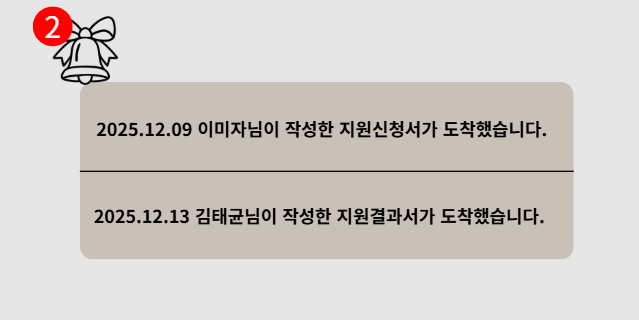 2
2025.12.09 이미자님이 작성한 지원신청서가 도착했습니다.
2025.12.13 김태균님이 작성한 지원결과서가 도착했습니다.